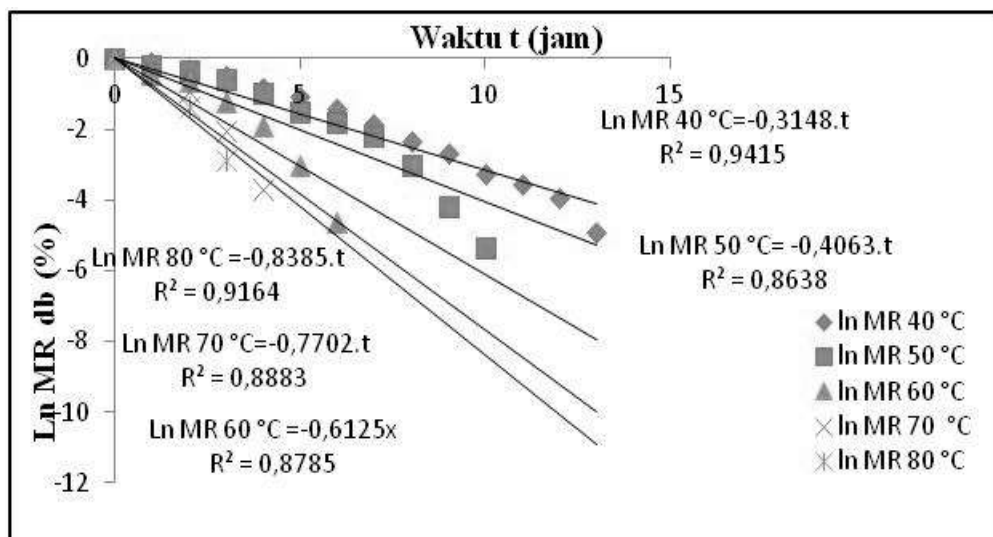 Waktu t (jam)
0
0
5
10
15
-2
-4
-6
-8
-10
-12
Ln MR db (%)
Ln MR 40 °C=-0,3148.t
R² = 0,9415
Ln MR 50 °C= -0,4063.t
R² = 0,8638
Ln MR 80 °C =-0,8385.t
R² = 0,9164
Ln MR 70 °C=-0,7702.t
R² = 0,8883
Ln MR 60 °C =-0,6125x
R² = 0,8785
ln MR 40 °C
ln MR 50 °C
ln MR 60 °C
ln MR 70 °C
ln MR 80 °C